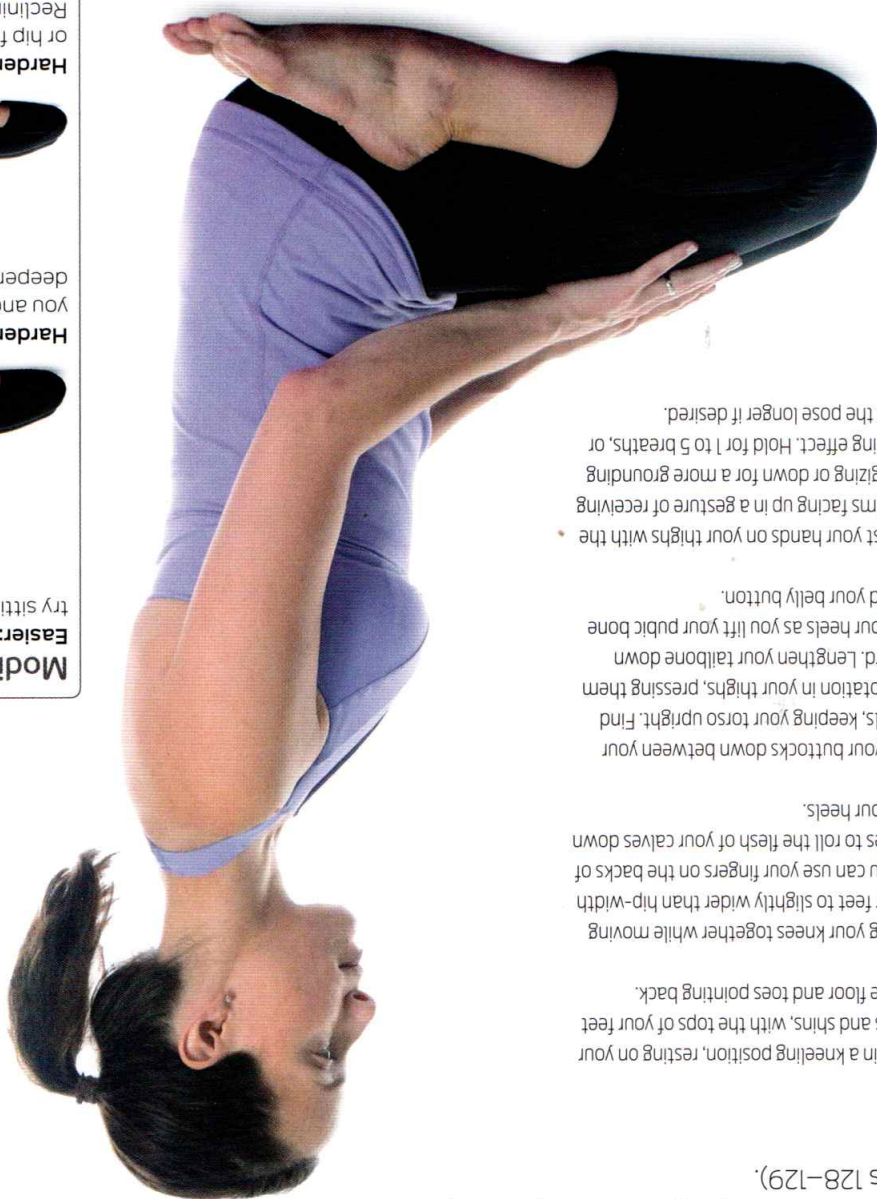 s 128–129).
in a kneeling position, resting on your
s and shins, with the tops of your feet
e floor and toes pointing back.
ng your knees together while moving
r feet to slightly wider than hip-width
u can use your fingers on the backs of
es to roll the flesh of your calves down
our heels.
your buttocks down between your
ls, keeping your torso upright. Find
otation in your thighs, pressing them
rd. Lengthen your tailbone down
our heels as you lift your pubic bone
d your belly button.
st your hands on your thighs with the
ms facing up in a gesture of receiving
gizing or down for a more grounding
ing effect. Hold for 1 to 5 breaths, or
the pose longer if desired.
Modi
Easier:
try sitti
Harder
you and
deepen
Harder
or hip f
Reclinin